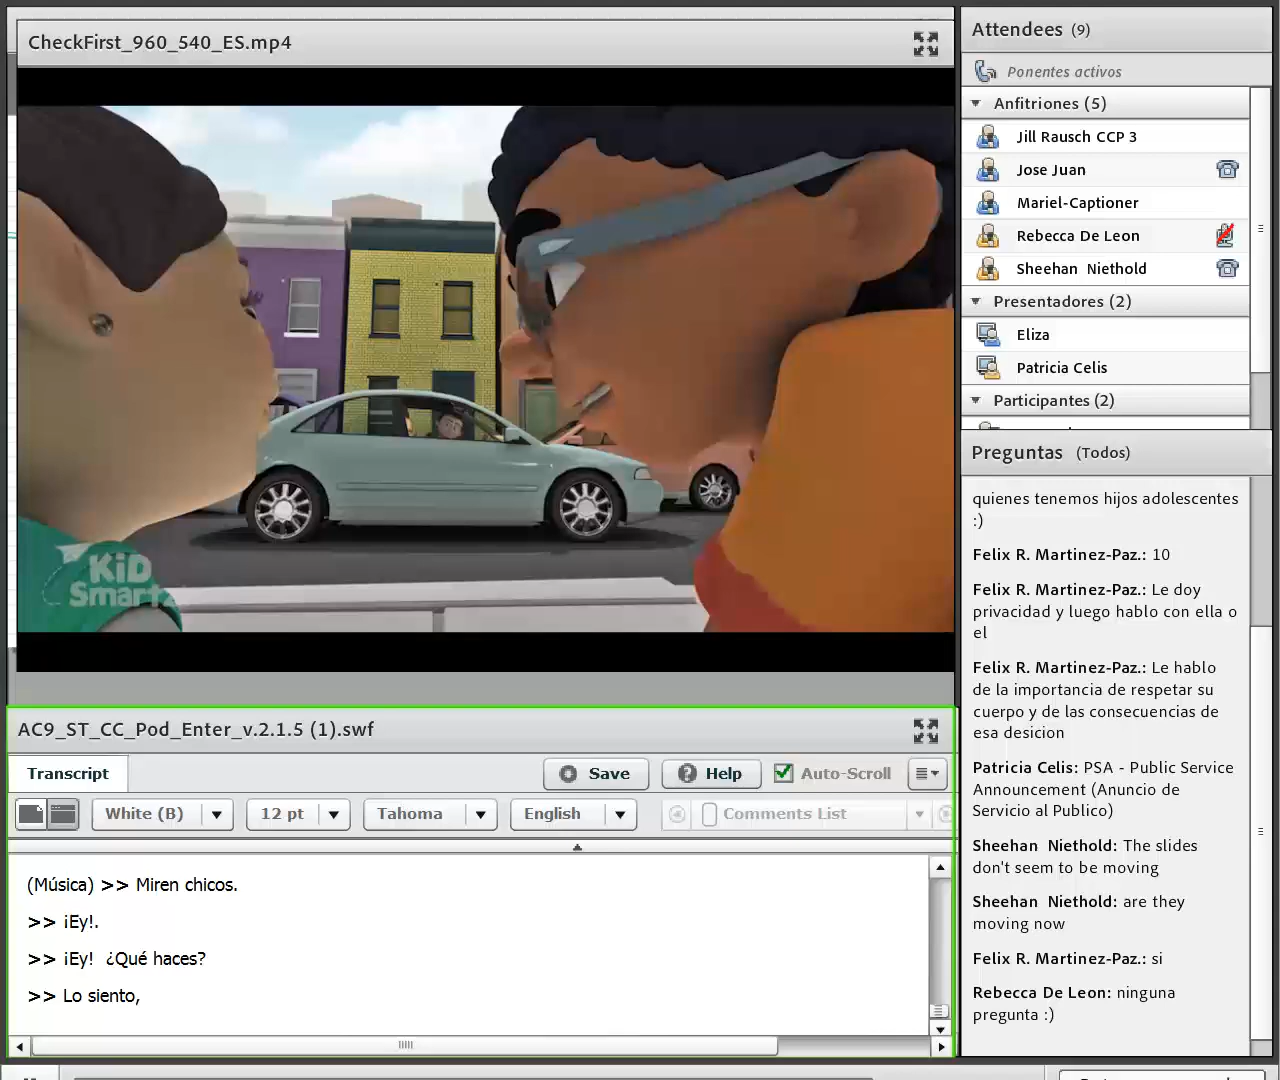 CheckFirst_960_540_ES.mp4
KiD
Smartz
AC9_ST_CC_Pod_Enter_v.2.1.5 (1).swf
Transcript
Save
Help
Auto-Scroll
White (B)
12 pt
Tahoma
English
Comments List
(Música) >> Miren chicos.
>> ¡Ey!.
>> ¡Ey!  ¿Qué haces?
>> Lo siento,
Attendees (9)
Ponentes activos
Anfitriones (5)
Jill Rausch CCP 3
Jose Juan
Mariel-Captioner
Rebecca De Leon
Sheehan Niethold
Presentadores (2)
Eliza
Patricia Celis
Participantes (2)
Preguntas (Todos)
quienes tenemos hijos adolescentes
:)
Felix R. Martinez-Paz.: 10
Felix R. Martinez-Paz.: Le doy
privacidad y luego hablo con ella o
el
Felix R. Martinez-Paz.: Le hablo
de la importancia de respetar su
cuerpo y de las consecuencias de
esa desicion
Patricia Celis: PSA - Public Service
Announcement (Anuncio de
Servicio al Publico)
Sheehan Niethold: The slides
don't seem to be moving
Sheehan Niethold: are they
moving now
Felix R. Martinez-Paz.: si
Rebecca De Leon: ninguna
pregunta :)